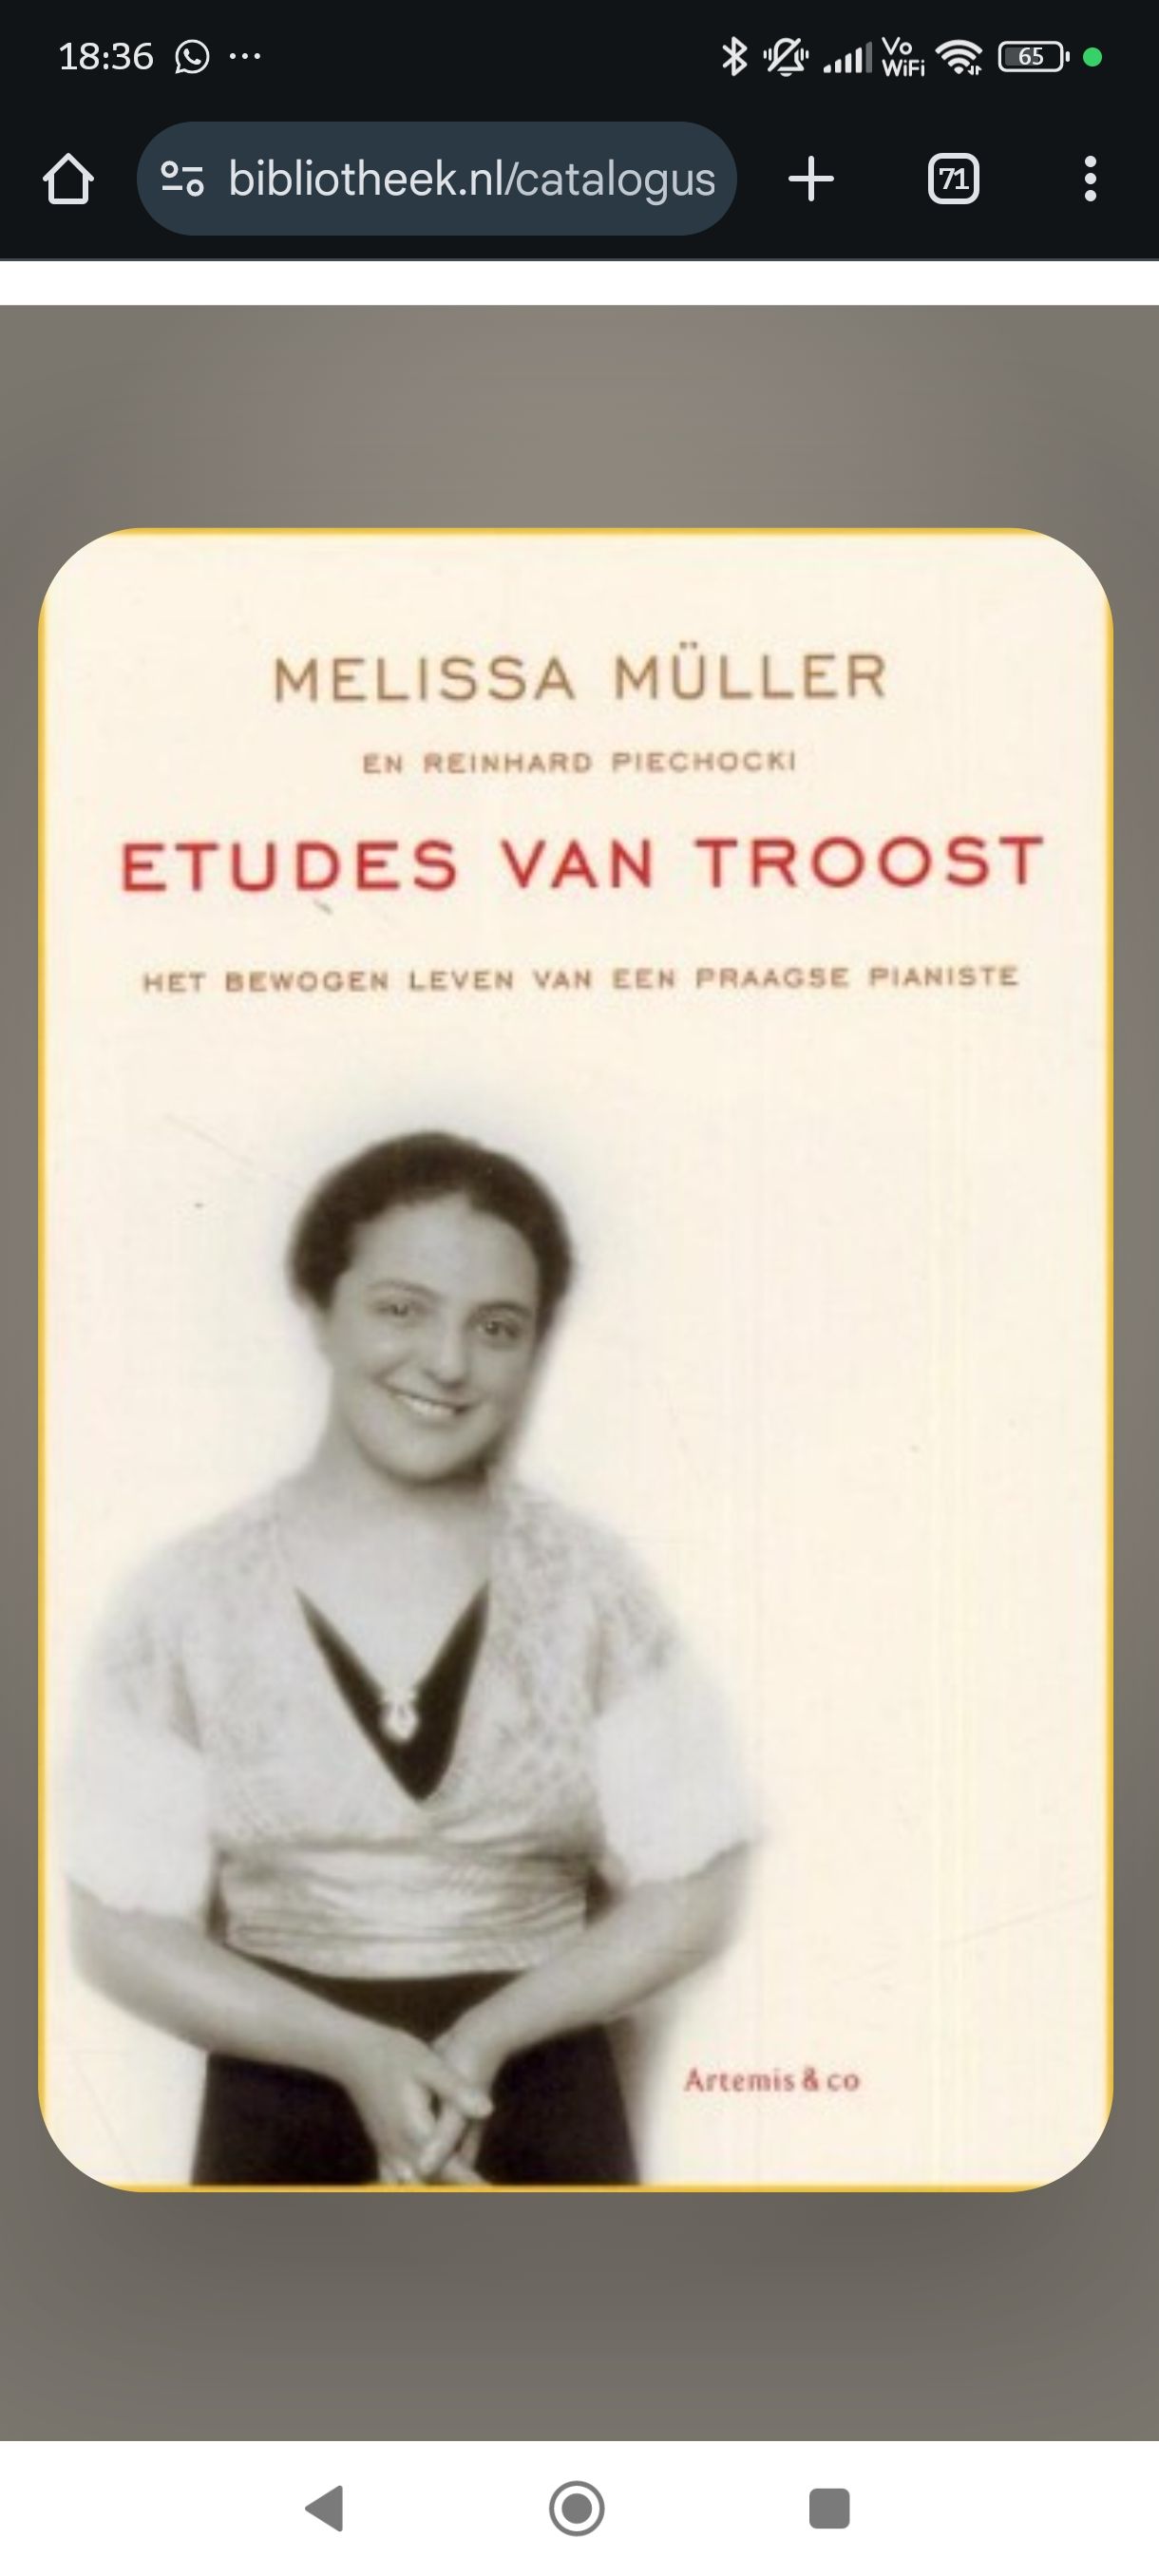 18:36
Vo
WiFi
65
bibliotheek.nl/catalogus
71
MELISSA MÜLLER
EN REINHARD PIECHOCKI
ETUDES VAN TROOST
HET BEWOGEN LEVEN VAN EEN PRAAGSE PIANISTE
Artemis & co